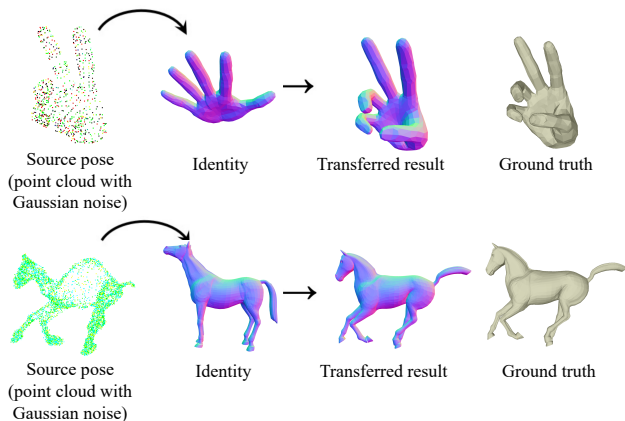 Source pose
(point cloud with
Gaussian noise)
Identity
Transferred result
Ground truth
Source pose
(point cloud with
Gaussian noise)
Identity
Transferred result
Ground truth